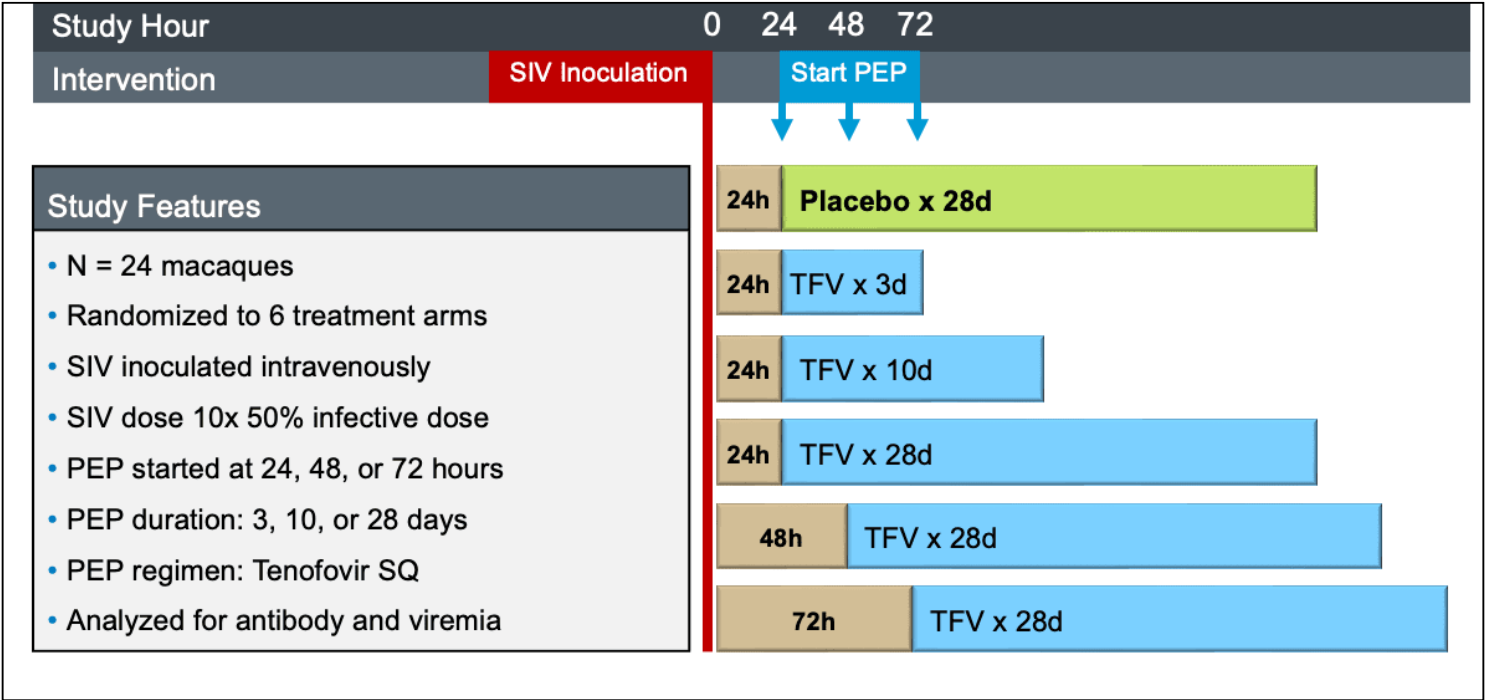 Study Hour 0 24 48 72
Intervention SIV Inoculation Start PEP
Study Features
• N = 24 macaques
• Randomized to 6 treatment arms
• SIV inoculated intravenously
• SIV dose 10x 50% infective dose
• PEP started at 24, 48, or 72 hours
• PEP duration: 3, 10, or 28 days
• PEP regimen: Tenofovir SQ
• Analyzed for antibody and viremia
24h Placebo x 28d
24h TFV x 3d
24h TFV x 10d
24h TFV x 28d
48h TFV x 28d
72h TFV x 28d